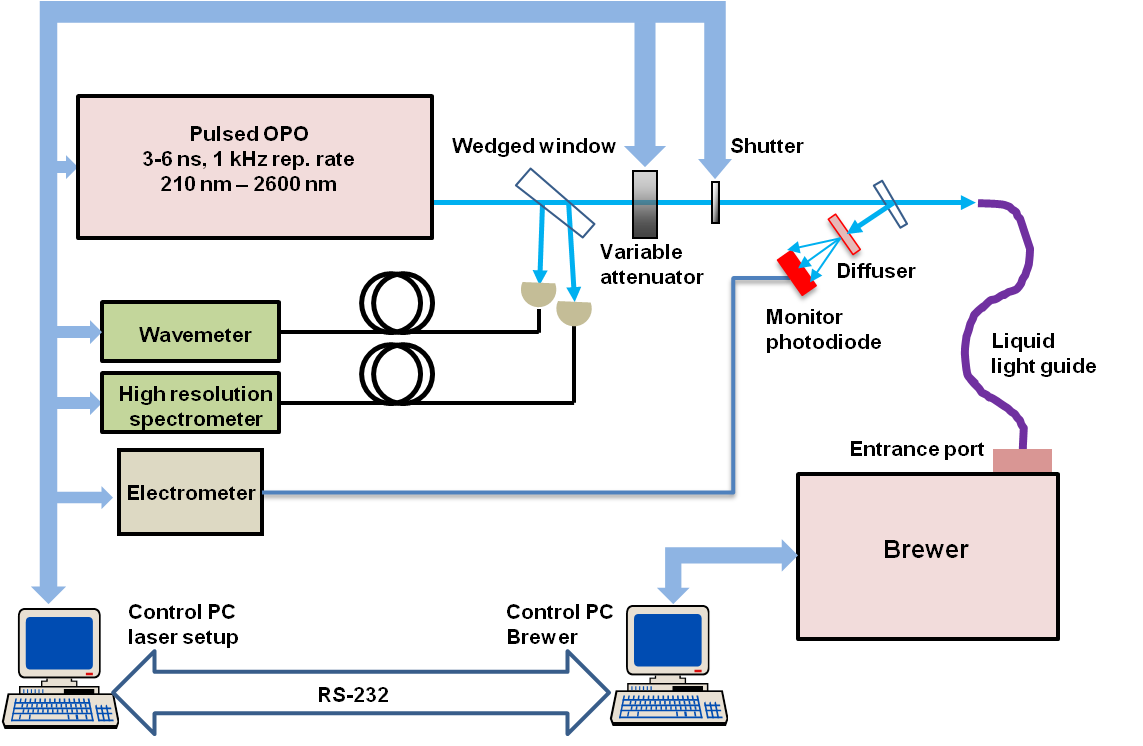 Pulsed OPO
3-6 ns, 1 kHz rep. rate
210 nm – 2600 nm
Wedged window
Shutter
Variable
attenuator
Diffuser
Monitor
photodiode
Wavemeter
High resolution
spectrometer
Liquid
light guide
Electrometer
Entrance port
Brewer
Control PC
laser setup
Control PC
Brewer
RS-232